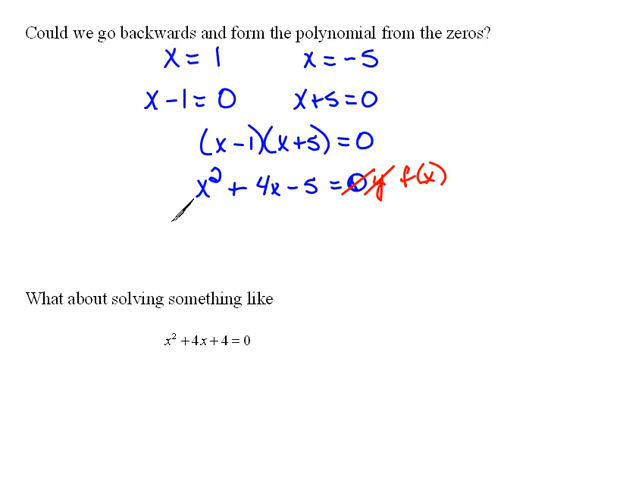 Could we go backwards and form the polynomial from the zeros?
x = 1 x = -5
x - 1 = 0 x + 5 = 0
(x - 1)(x + 5) = 0
x² + 4x - 5 = 0 y f(x)
What about solving something like
x² + 4x + 4 = 0